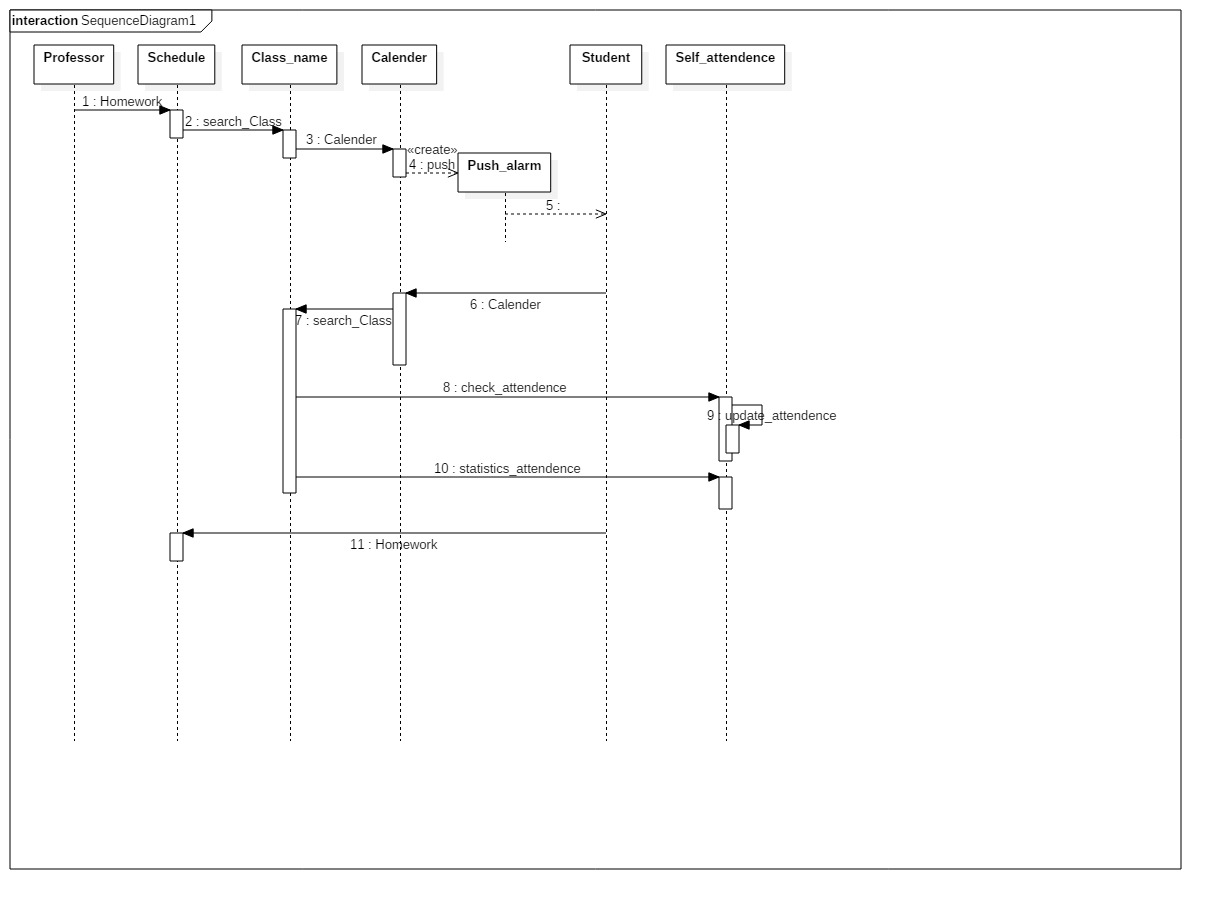 interaction SequenceDiagram1
Professor
Schedule
Class_name
Calender
Student
Self_attendence
1 : Homework
2 : search_Class
3 : Calender
«create»
4 : push
Push_alarm
5 :
6 : Calender
7 : search_Class
8 : check_attendence
9 : update_attendence
10 : statistics_attendence
11 : Homework